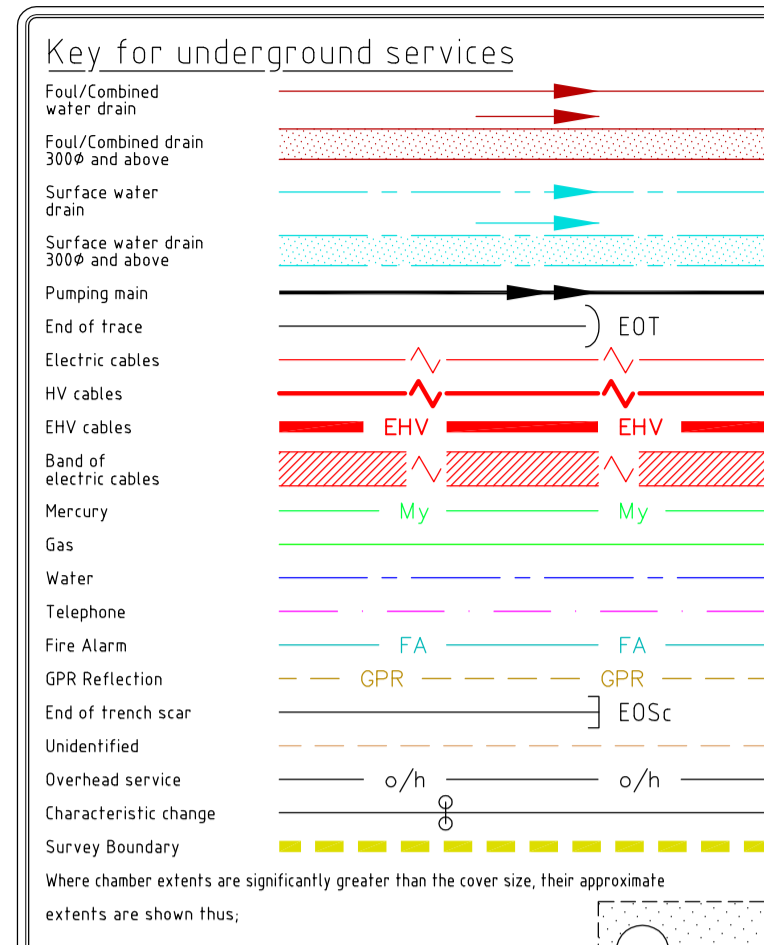 Key for underground services
Foul/Combined
water drain
Foul/Combined drain
300Ø and above
Surface water
drain
Surface water drain
300Ø and above
Pumping main
End of trace EOT
Electric cables
HV cables
EHV cables EHV EHV
Band of
electric cables
Mercury My My
Gas
Water
Telephone
Fire Alarm FA FA
GPR Reflection GPR GPR
End of trench scar EOSc
Unidentified
Overhead service o/h o/h
Characteristic change
Survey Boundary
Where chamber extents are significantly greater than the cover size, their approximate
extents are shown thus;